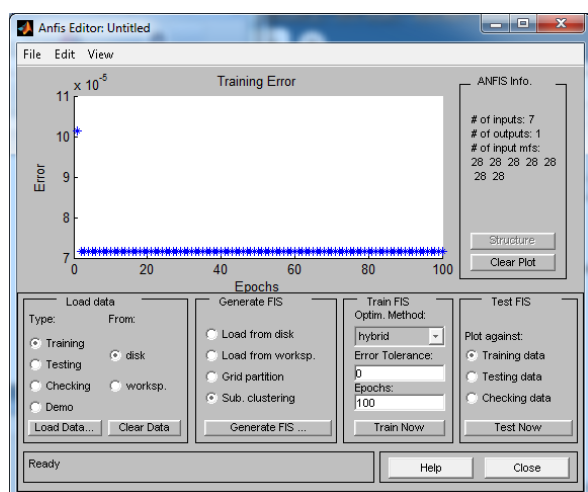 Anfis Editor: Untitled
File Edit View
x 10^-5
Training Error
11
10
9
8
7
Error
0 20 40 60 80 100
Epochs
ANFIS Info.
# of inputs: 7
# of outputs: 1
# of input mfs:
28 28 28 28 28
28 28
Structure
Clear Plot
Load data
Type: From:
Training
Testing
Checking
Demo
disk
worksp.
Load Data... Clear Data
Generate FIS
Load from disk
Load from worksp.
Grid partition
Sub. clustering
Generate FIS ...
Train FIS
Optim. Method:
hybrid
Error Tolerance:
0
Epochs:
100
Train Now
Test FIS
Plot against:
Training data
Testing data
Checking data
Test Now
Ready
Help Close